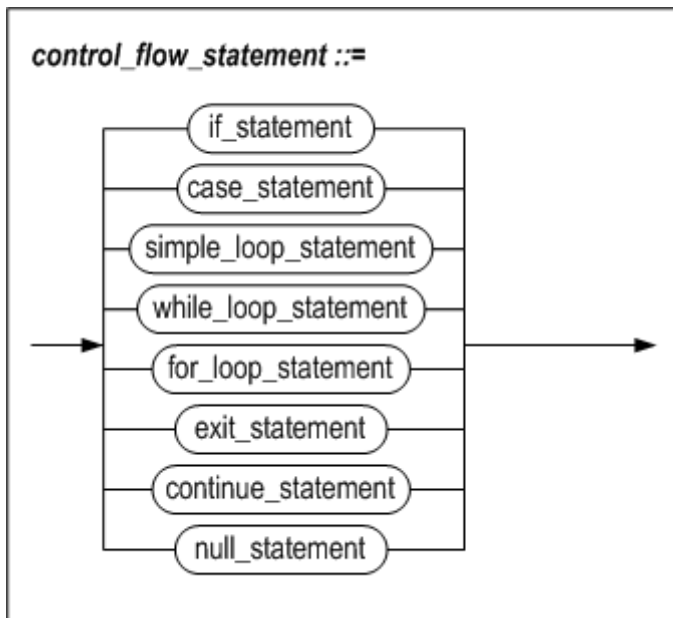 control_flow_statement ::=
if_statement
case_statement
simple_loop_statement
while_loop_statement
for_loop_statement
exit_statement
continue_statement
null_statement